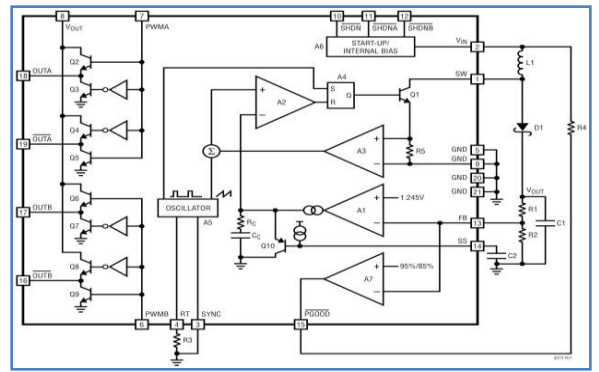 8
7
10
11
12
VOUT
PWMA
SHDN
SHDNA
SHDNB
A6
START-UP/
INTERNAL BIAS
VIN
2
Q2
18
OUTA
Q3
A4
L1
S
Q
R
SW
1
Q1
A2
+
−
Q4
19
OUTA
Q5
D1
R4
Σ
A3
+
−
R5
GND
5
GND
9
GND
20
GND
21
Q6
17
OUTB
Q7
OSCILLATOR
A5
RC
CC
A1
+
−
1.245V
VOUT
R1
FB
13
R2
C1
Q10
SS
14
C2
Q8
16
OUTB
Q9
A7
+
−
95%/85%
PWMB
RT
SYNC
PGOOD
6
4
3
15
R3